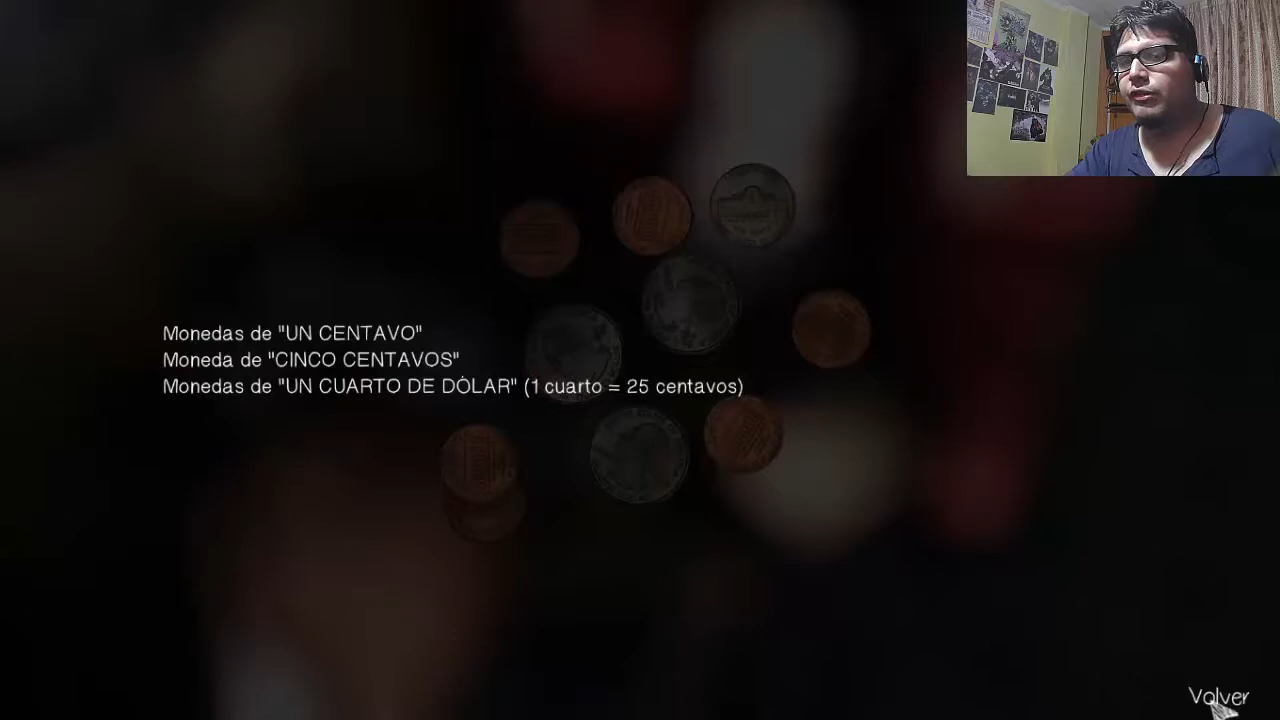 Monedas de "UN CENTAVO"
Moneda de "CINCO CENTAVOS"
Monedas de "UN CUARTO DE DÓLAR" (1 cuarto = 25 centavos)
Volver